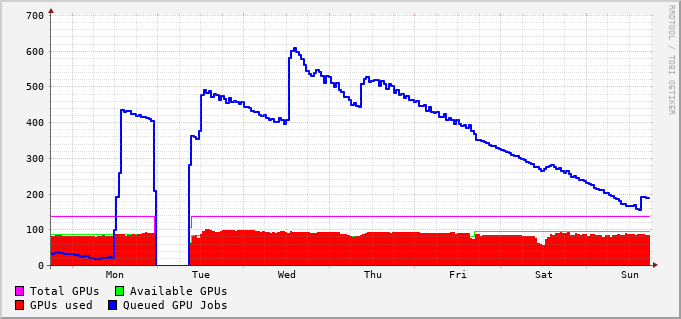 700
600
500
400
300
200
100
0
Mon Tue Wed Thu Fri Sat Sun
Total GPUs Available GPUs
GPUs used Queued GPU Jobs
RRDTOOL / TOBI OETIKER